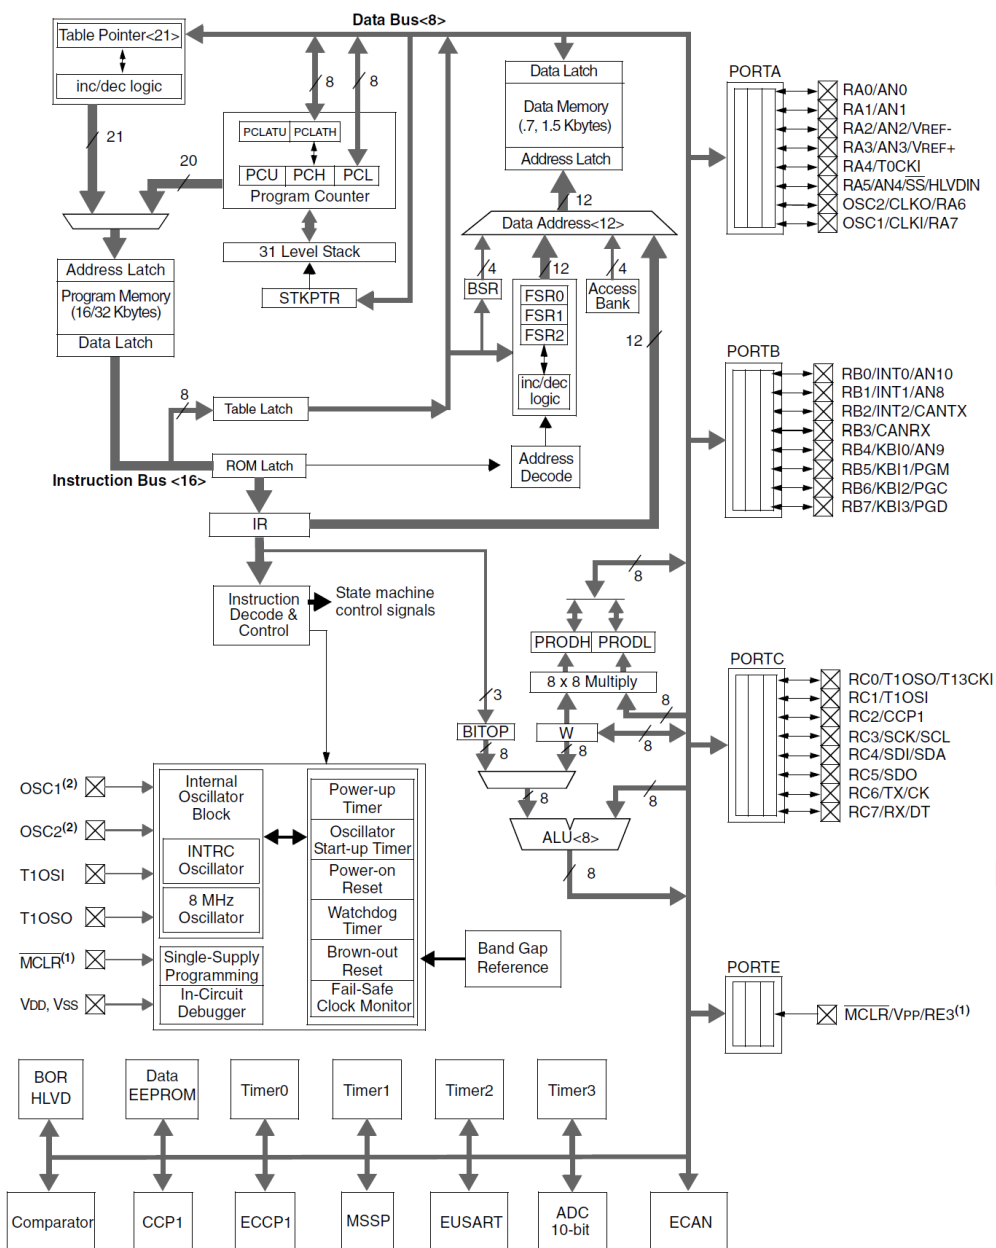 Data Bus<8>
Table Pointer<21>
inc/dec logic
21
8
8
PCLATU PCLATH
PCU PCH PCL
Program Counter
20
31 Level Stack
STKPTR
Address Latch
Program Memory
(16/32 Kbytes)
Data Latch
8
Table Latch
Instruction Bus <16>
ROM Latch
IR
Data Latch
Data Memory
(.7, 1.5 Kbytes)
Address Latch
12
Data Address<12>
4
12
4
BSR
FSR0
FSR1
FSR2
inc/dec
logic
Access
Bank
12
Address
Decode
Instruction
Decode &
Control
State machine
control signals
8
PRODH PRODL
8 x 8 Multiply
3
8
BITOP
W
8
8
8
8
8
ALU<8>
8
PORTA
RA0/AN0
RA1/AN1
RA2/AN2/VREF-
RA3/AN3/VREF+
RA4/T0CKI
RA5/AN4/SS/HLVDIN
OSC2/CLKO/RA6
OSC1/CLKI/RA7
PORTB
RB0/INT0/AN10
RB1/INT1/AN8
RB2/INT2/CANTX
RB3/CANRX
RB4/KBI0/AN9
RB5/KBI1/PGM
RB6/KBI2/PGC
RB7/KBI3/PGD
PORTC
RC0/T1OSO/T13CKI
RC1/T1OSI
RC2/CCP1
RC3/SCK/SCL
RC4/SDI/SDA
RC5/SDO
RC6/TX/CK
RC7/RX/DT
PORTE
MCLR/VPP/RE3(1)
OSC1(2)
OSC2(2)
T1OSI
T1OSO
MCLR(1)
VDD, VSS
Internal
Oscillator
Block
INTRC
Oscillator
8 MHz
Oscillator
Single-Supply
Programming
In-Circuit
Debugger
Power-up
Timer
Oscillator
Start-up Timer
Power-on
Reset
Watchdog
Timer
Brown-out
Reset
Fail-Safe
Clock Monitor
Band Gap
Reference
BOR
HLVD
Data
EEPROM
Timer0
Timer1
Timer2
Timer3
Comparator
CCP1
ECCP1
MSSP
EUSART
ADC
10-bit
ECAN